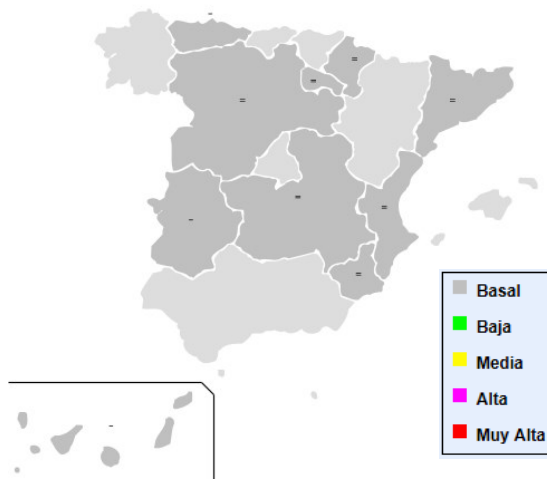 -
=
=
=
=
=
=
-
=
-
Basal
Baja
Media
Alta
Muy Alta